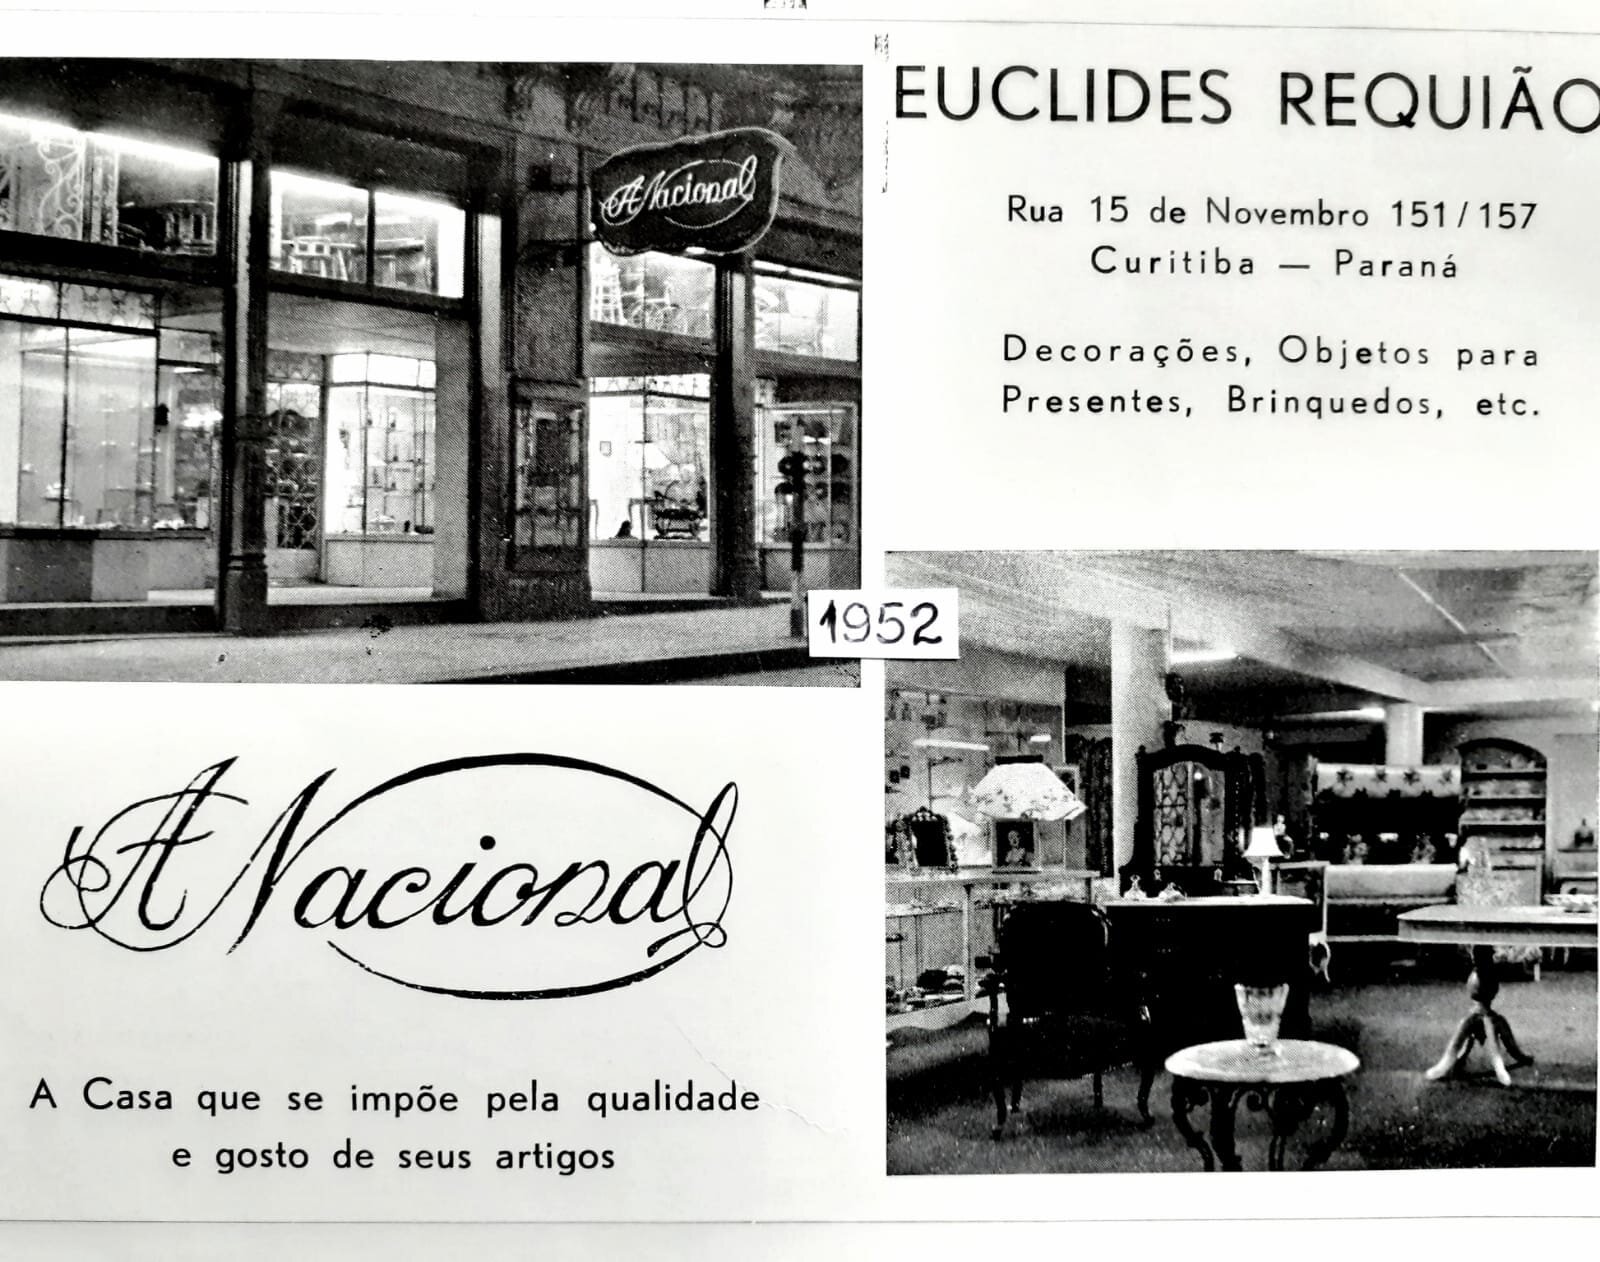 A Nacional
EUCLIDES REQUIÃO
Rua 15 de Novembro 151/157
Curitiba — Paraná
Decorações, Objetos para
Presentes, Brinquedos, etc.
1952
A Nacional
A Casa que se impõe pela qualidade
e gosto de seus artigos